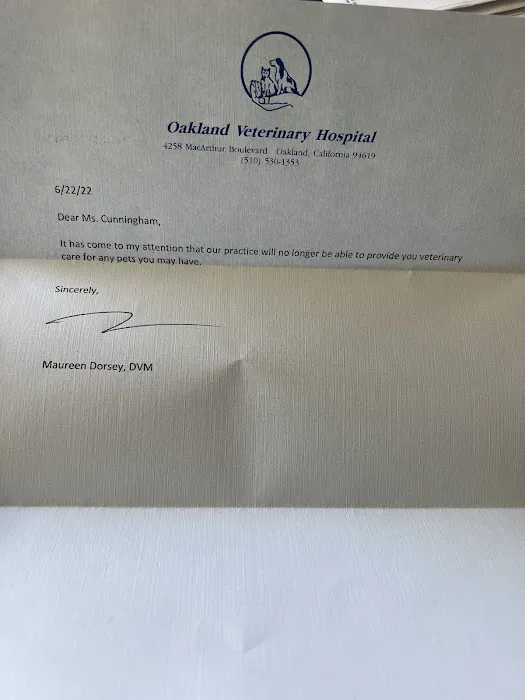 Oakland Veterinary Hospital
4258 MacArthur Boulevard Oakland, California 94619
(510) 530-1353
6/22/22
Dear Ms. Cunningham,
It has come to my attention that our practice will no longer be able to provide you veterinary
care for any pets you may have.
Sincerely,
Maureen Dorsey, DVM